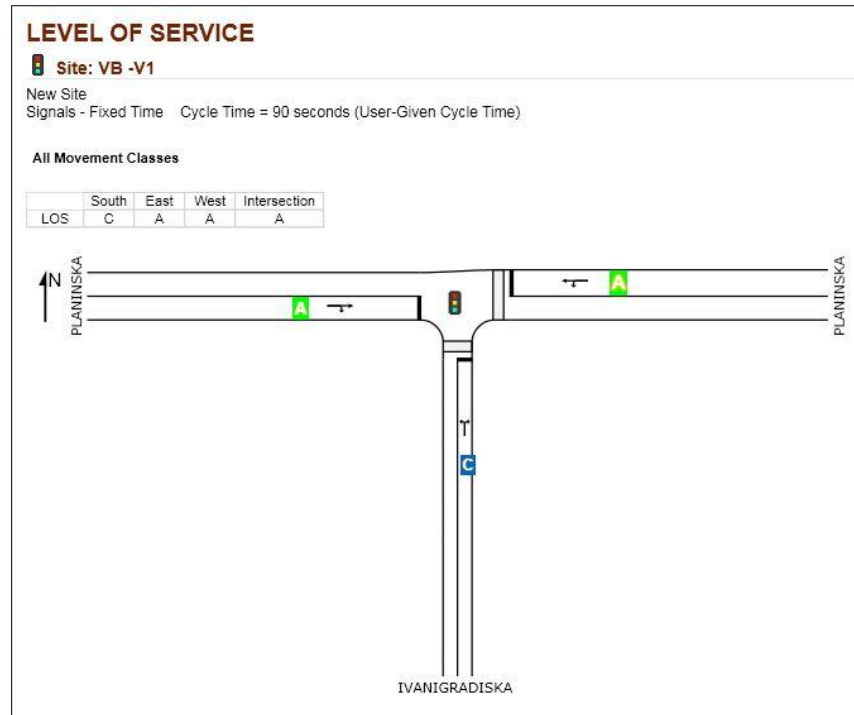 LEVEL OF SERVICE
Site: VB -V1
New Site
Signals - Fixed Time    Cycle Time = 90 seconds (User-Given Cycle Time)
All Movement Classes
South East West Intersection
LOS C A A A
N
PLANINSKA
A
A
PLANINSKA
C
IVANIGRADISKA